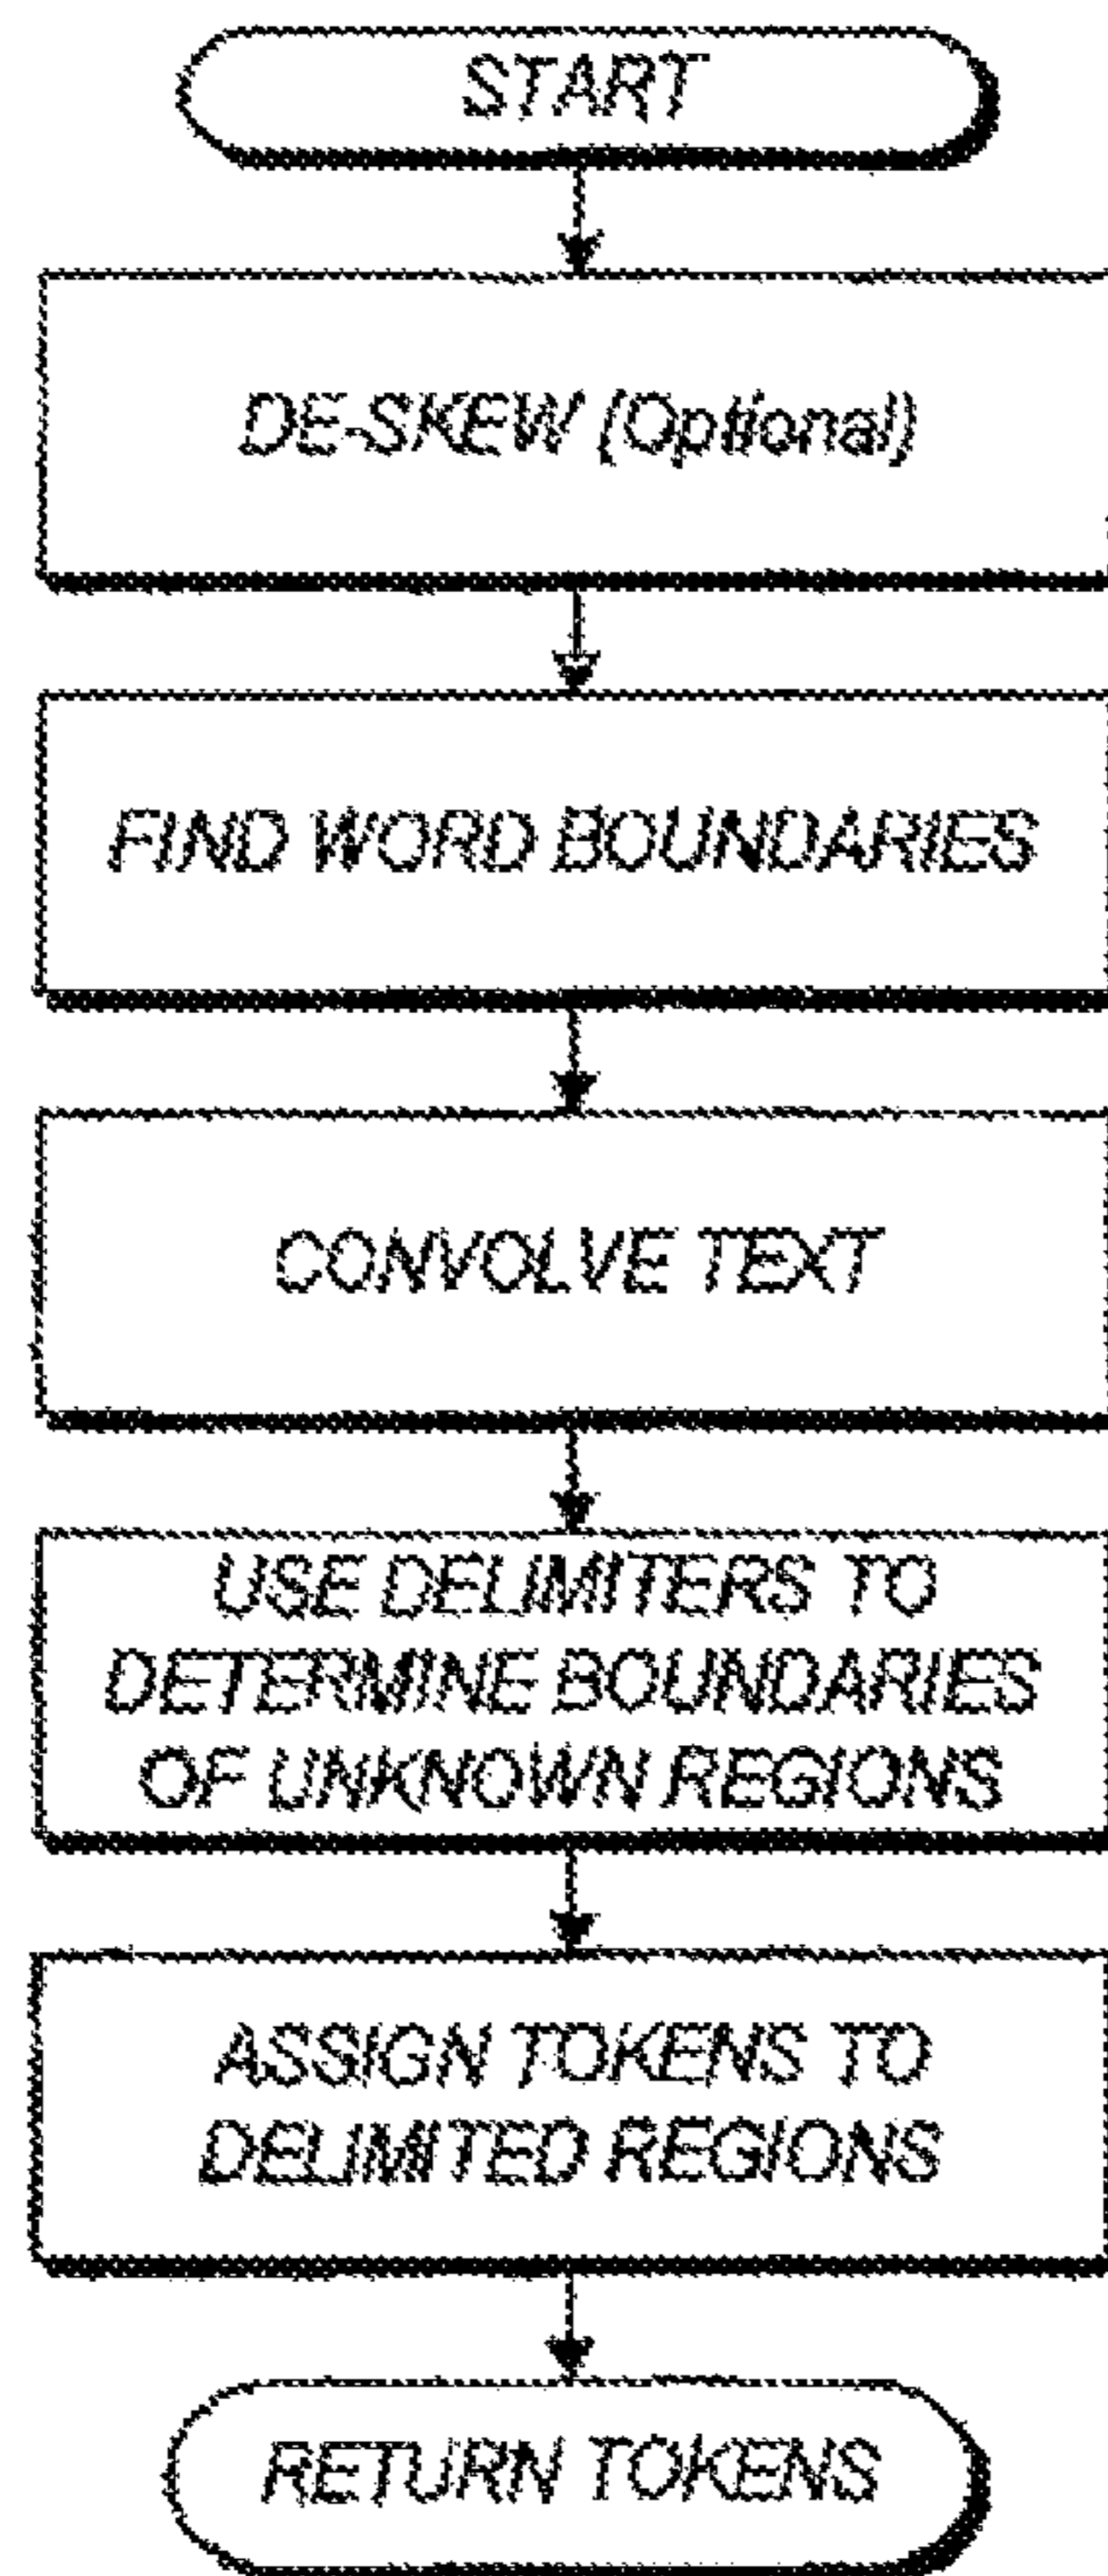 START
DE-SKEW (Optional)
FIND WORD BOUNDARIES
CONVOLVE TEXT
USE DELIMITERS TO
DETERMINE BOUNDARIES
OF UNKNOWN REGIONS
ASSIGN TOKENS TO
DELIMITED REGIONS
RETURN TOKENS